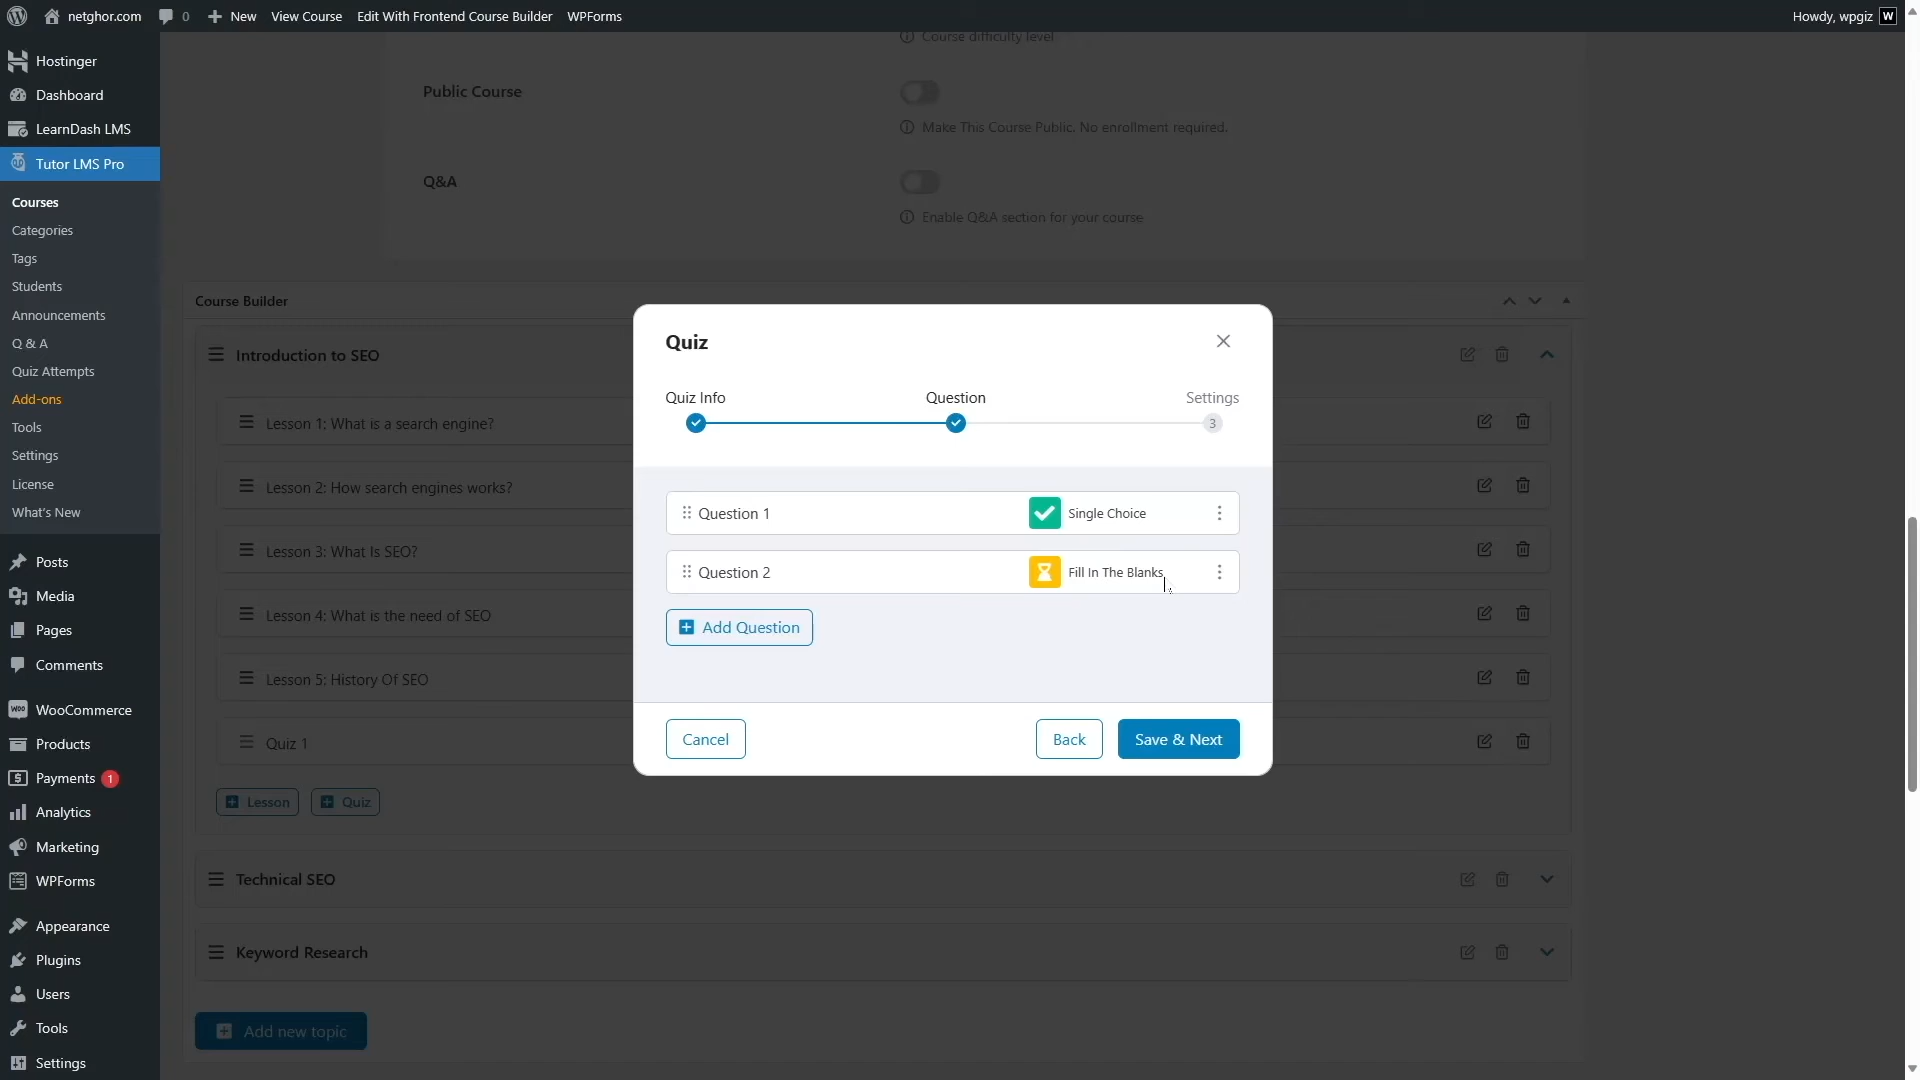 netghor.com 0 New View Course Edit With Frontend Course Builder WPForms Howdy, wpgiz W
Hostinger
Dashboard
LearnDash LMS
Tutor LMS Pro
Courses
Categories
Tags
Students
Announcements
Q & A
Quiz Attempts
Add-ons
Tools
Settings
License
What's New
Posts
Media
Pages
Comments
WooCommerce
Products
Payments 1
Analytics
Marketing
WPForms
Appearance
Plugins
Users
Tools
Settings
Course difficulty level
Public Course
Make This Course Public. No enrollment required.
Q&A
Enable Q&A section for your course
Course Builder
Introduction to SEO
Lesson 1: What is a search engine?
Lesson 2: How search engines works?
Lesson 3: What Is SEO?
Lesson 4: What is the need of SEO
Lesson 5: History Of SEO
Quiz 1
Lesson Quiz
Technical SEO
Keyword Research
Add new topic
Quiz
Quiz Info Question Settings
3
Question 1 Single Choice
Question 2 Fill In The Blanks
Add Question
Cancel Back Save & Next